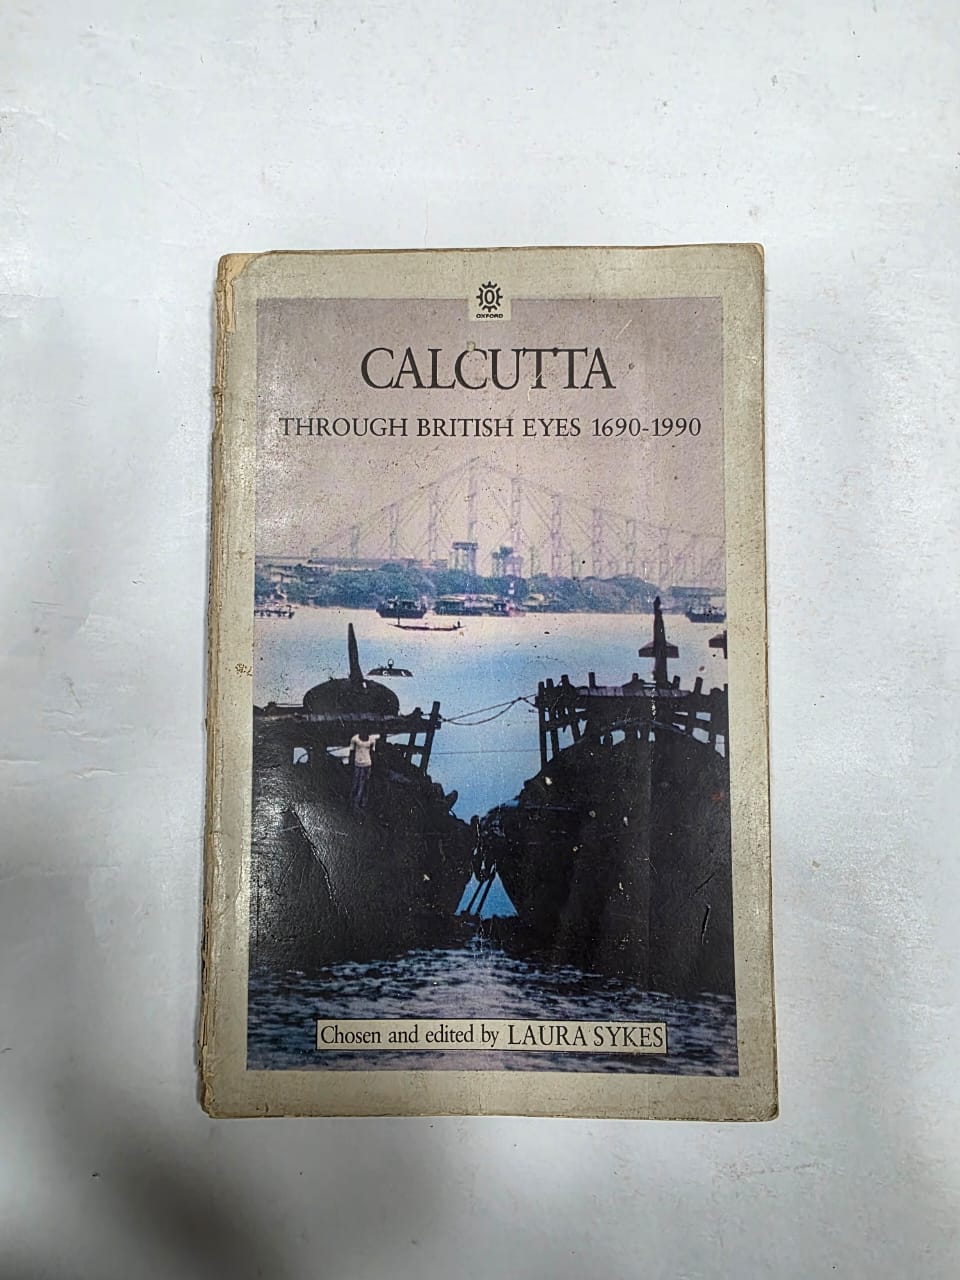 OXFORD
CALCUTTA
THROUGH BRITISH EYES 1690-1990
Chosen and edited by LAURA SYKES